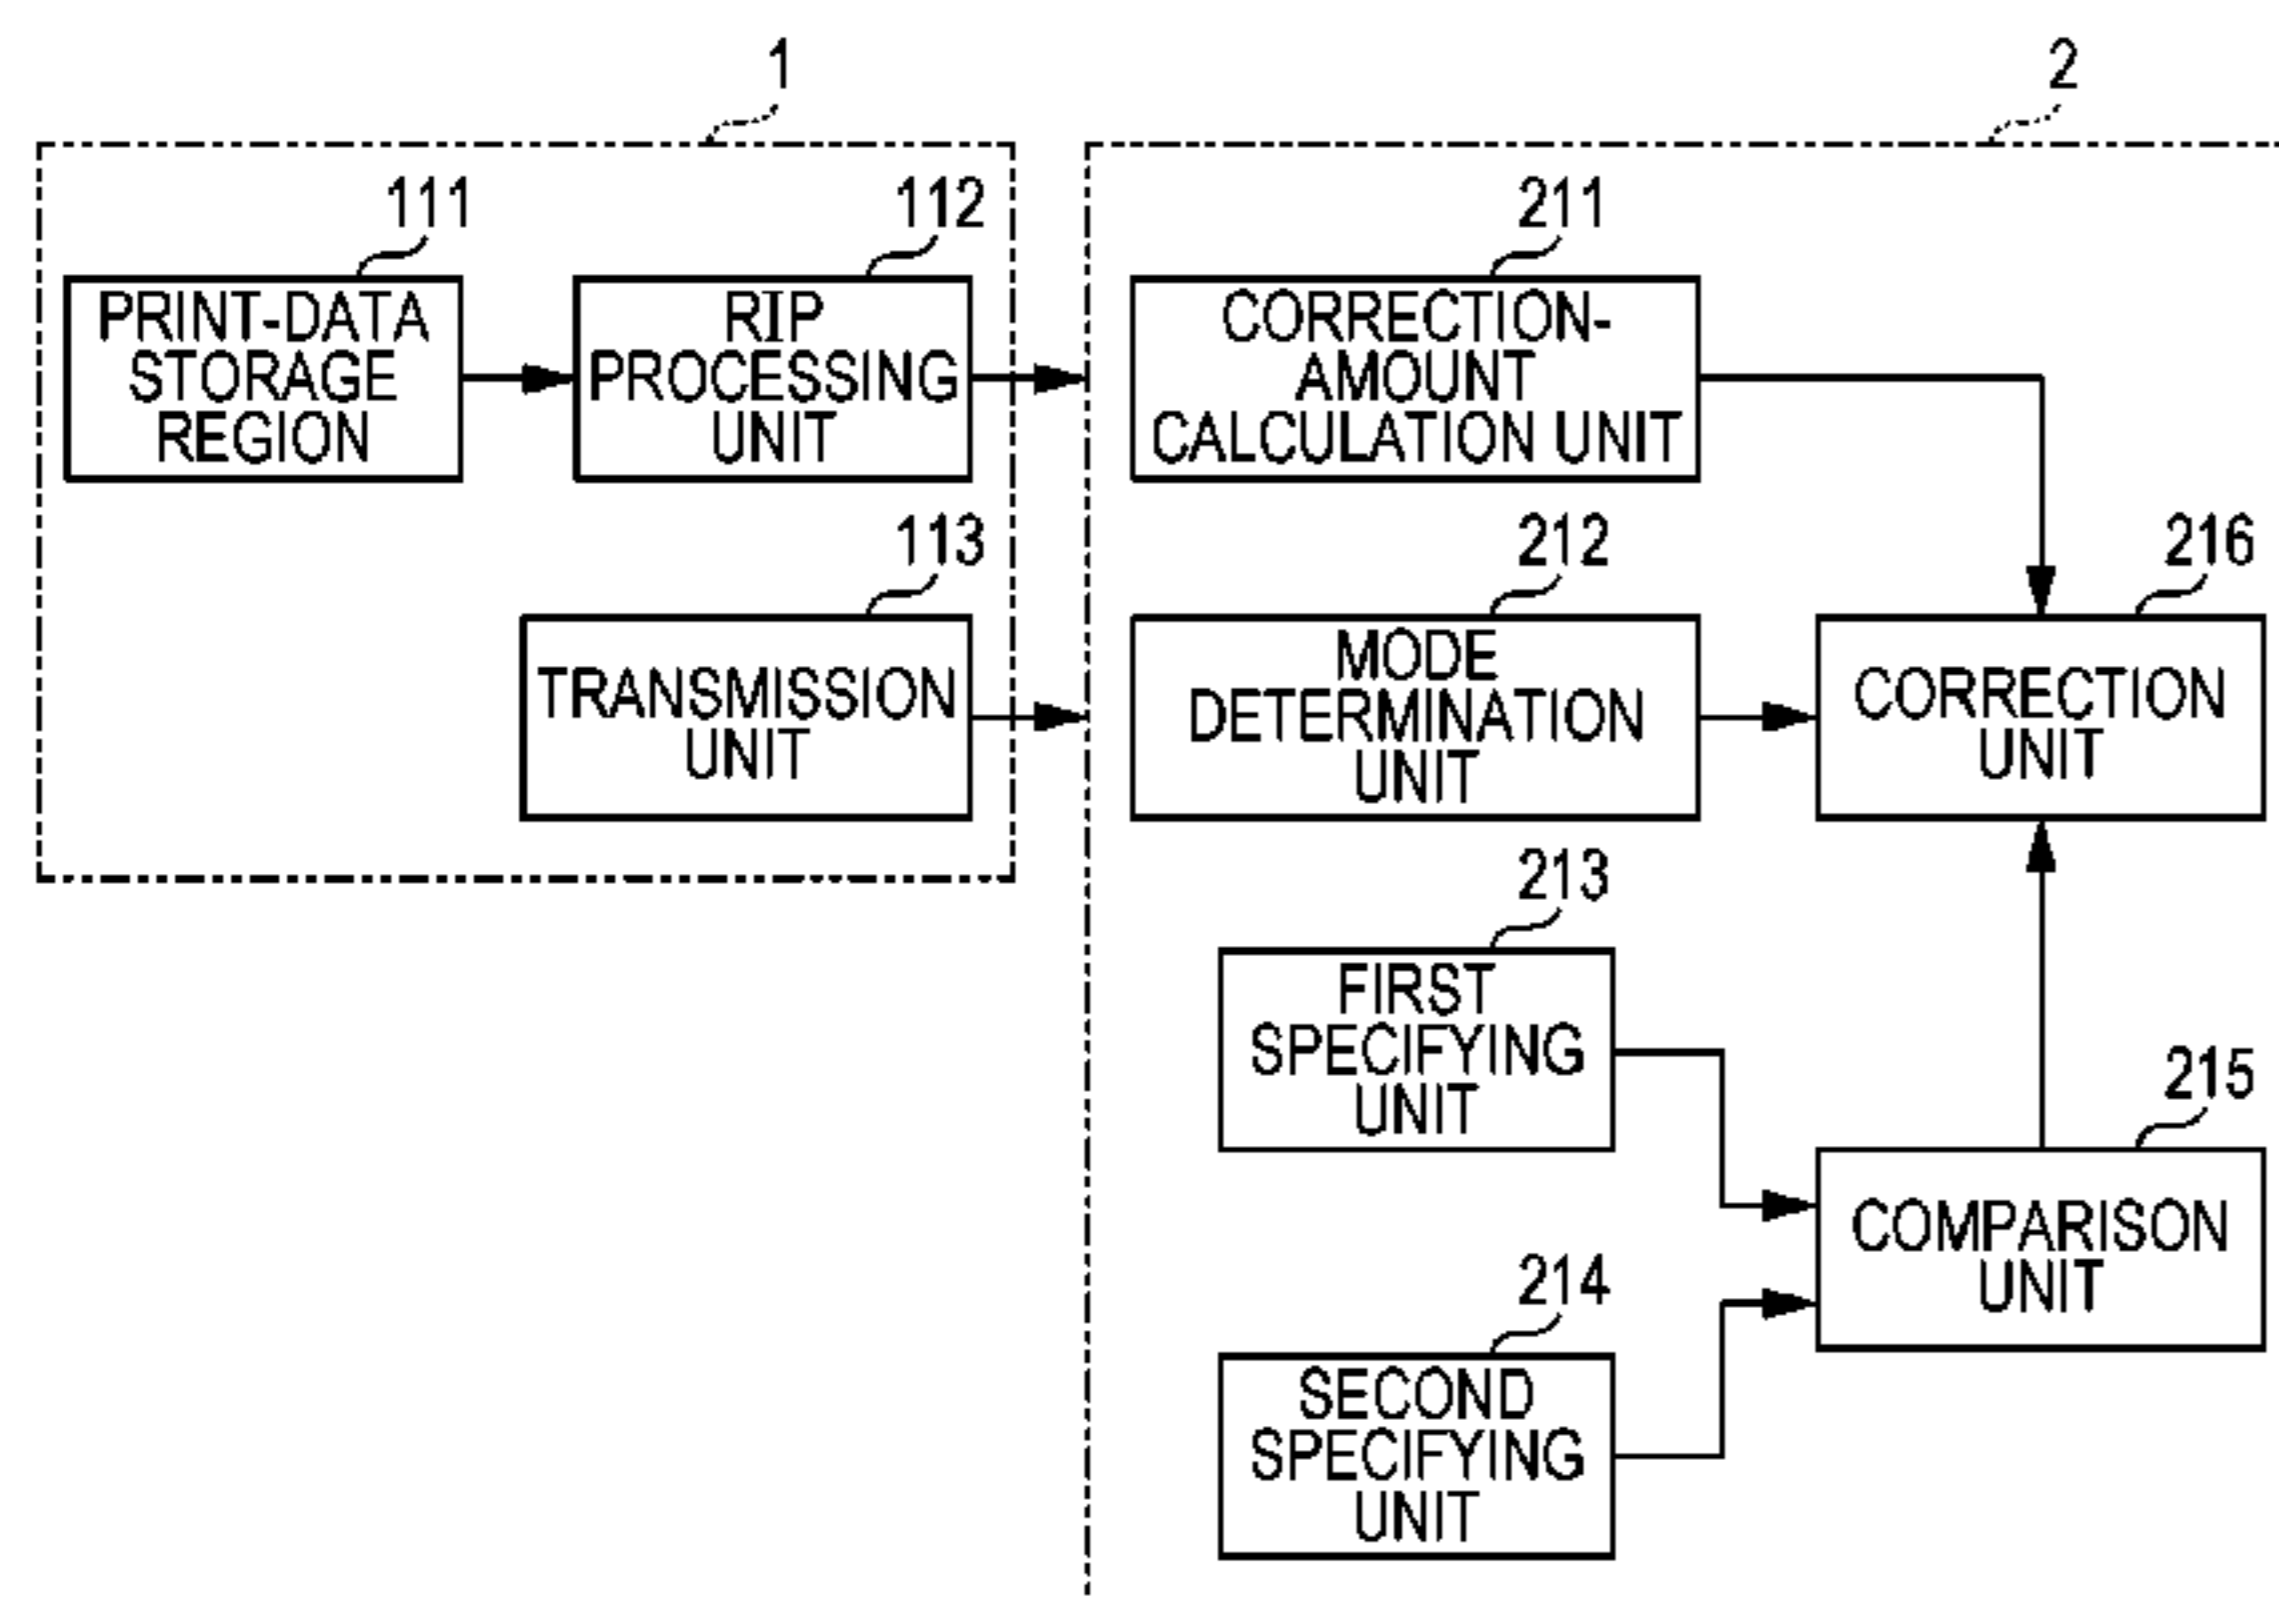 1
2
111
112
211
PRINT-DATA
STORAGE
REGION
RIP
PROCESSING
UNIT
CORRECTION-
AMOUNT
CALCULATION UNIT
113
212
216
TRANSMISSION
UNIT
MODE
DETERMINATION
UNIT
CORRECTION
UNIT
213
FIRST
SPECIFYING
UNIT
215
COMPARISON
UNIT
214
SECOND
SPECIFYING
UNIT